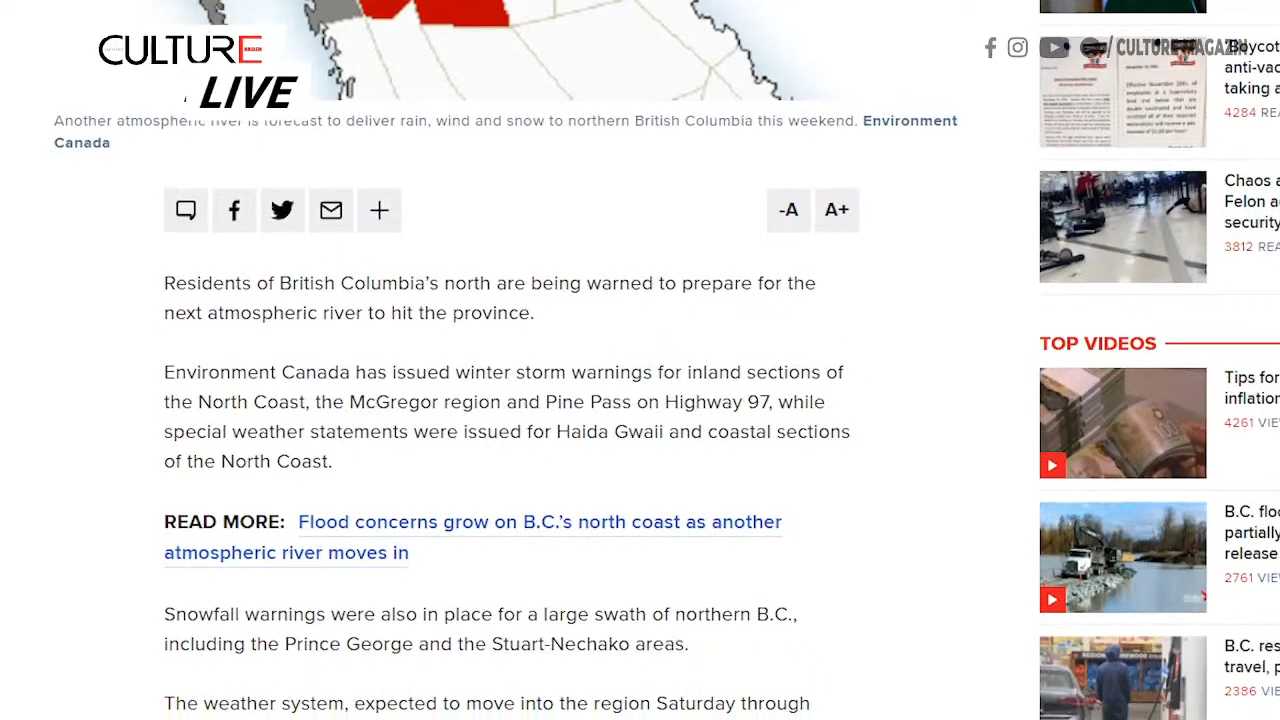 CULTURE
MAGAZIN
LIVE
/ CULTURE MAGAZIN
Another atmospheric river is forecast to deliver rain, wind and snow to northern British Columbia this weekend. Environment
Canada
-A A+
Residents of British Columbia’s north are being warned to prepare for the
next atmospheric river to hit the province.
Environment Canada has issued winter storm warnings for inland sections of
the North Coast, the McGregor region and Pine Pass on Highway 97, while
special weather statements were issued for Haida Gwaii and coastal sections
of the North Coast.
READ MORE: Flood concerns grow on B.C.’s north coast as another
atmospheric river moves in
Snowfall warnings were also in place for a large swath of northern B.C.,
including the Prince George and the Stuart-Nechako areas.
The weather system, expected to move into the region Saturday through
'Boycot
anti-vac
taking a
4284 REA
Chaos a
Felon a
security
3812 REA
TOP VIDEOS
Tips for
inflation
4261 VIE
B.C. floo
partially
release
2761 VIE
B.C. res
travel, p
2386 VIE